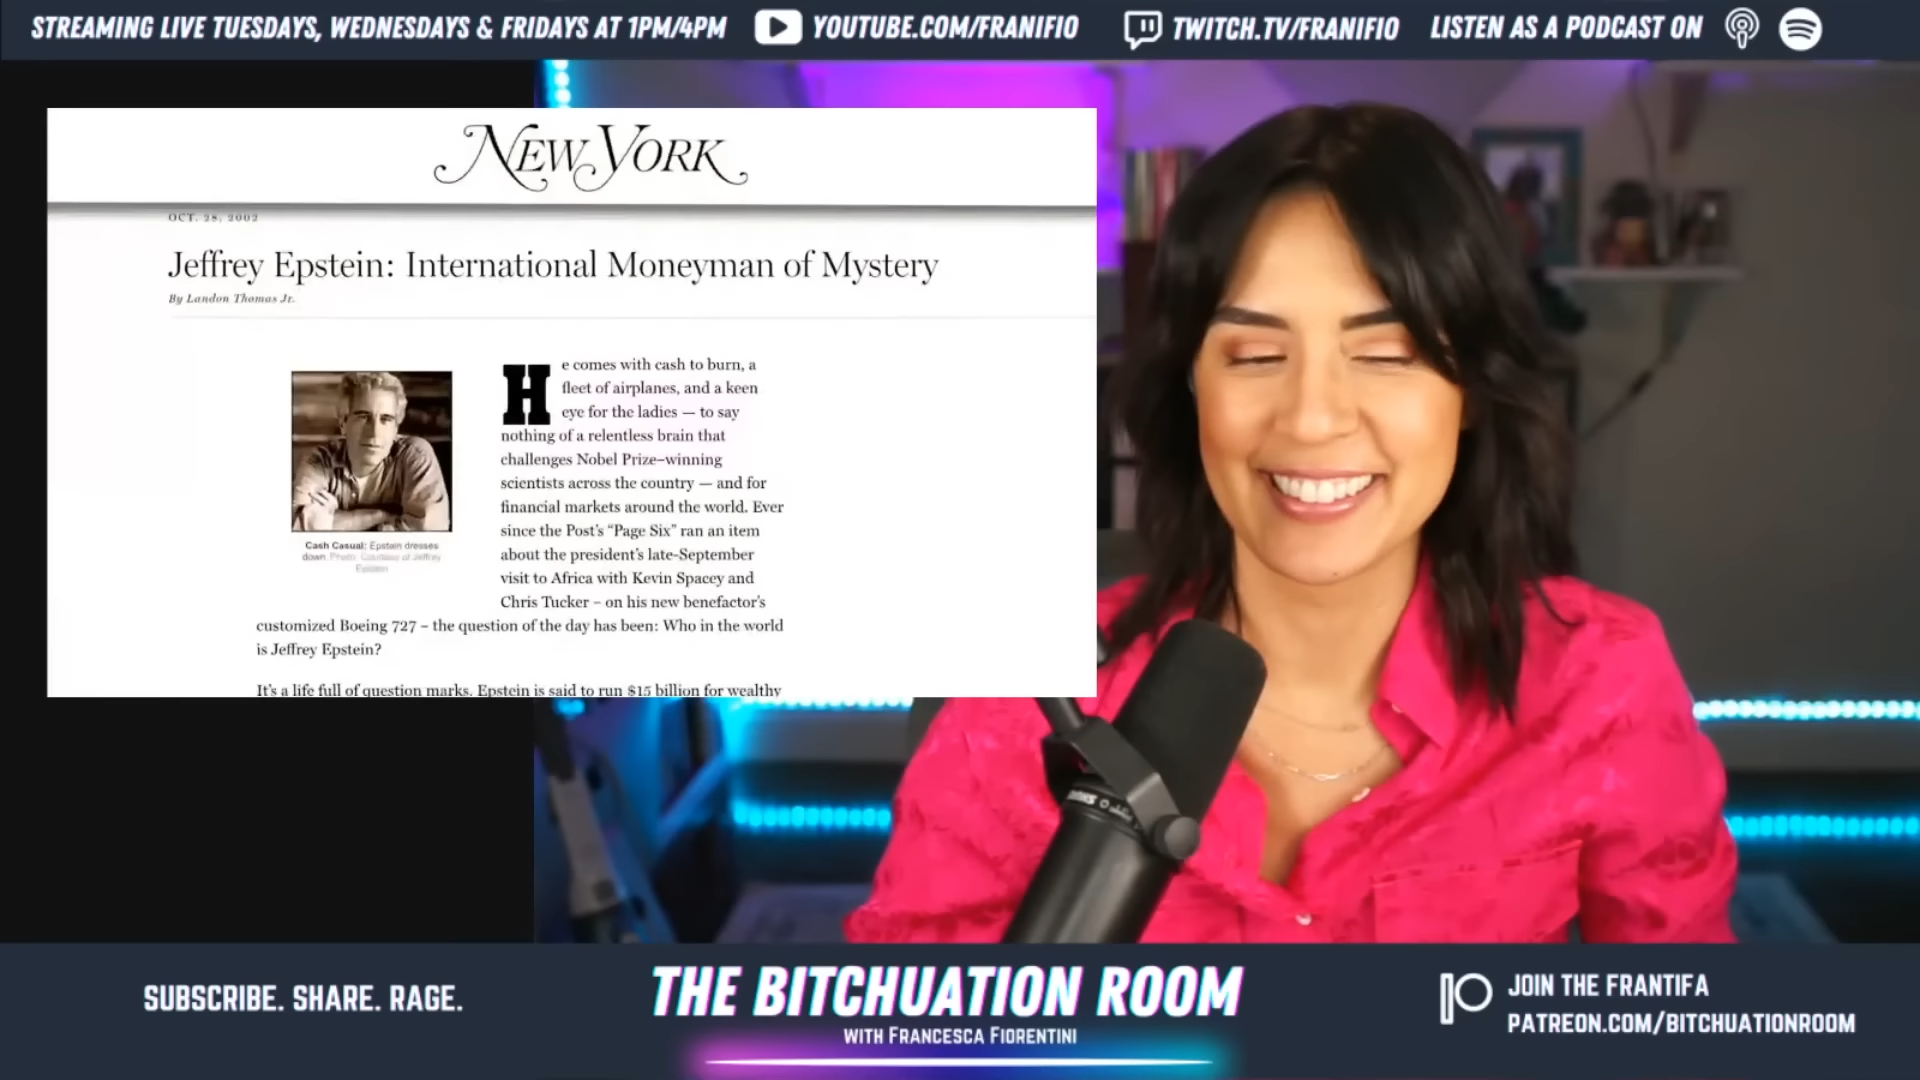 STREAMING LIVE TUESDAYS, WEDNESDAYS & FRIDAYS AT 1PM/4PM
YOUTUBE.COM/FRANIFIO
TWITCH.TV/FRANIFIO
LISTEN AS A PODCAST ON
NEW YORK
OCT. 28, 2002
Jeffrey Epstein: International Moneyman of Mystery
By Landon Thomas Jr.
Cash Casual: Epstein dresses
down. Photo: Courtesy of Jeffrey
Epstein
He comes with cash to burn, a
fleet of airplanes, and a keen
eye for the ladies — to say
nothing of a relentless brain that
challenges Nobel Prize–winning
scientists across the country — and for
financial markets around the world. Ever
since the Post's “Page Six” ran an item
about the president's late-September
visit to Africa with Kevin Spacey and
Chris Tucker – on his new benefactor's
customized Boeing 727 – the question of the day has been: Who in the world
is Jeffrey Epstein?
It's a life full of question marks. Epstein is said to run $15 billion for wealthy
SUBSCRIBE. SHARE. RAGE.
THE BITCHUATION ROOM
WITH FRANCESCA FIORENTINI
JOIN THE FRANTIFA
PATREON.COM/BITCHUATIONROOM